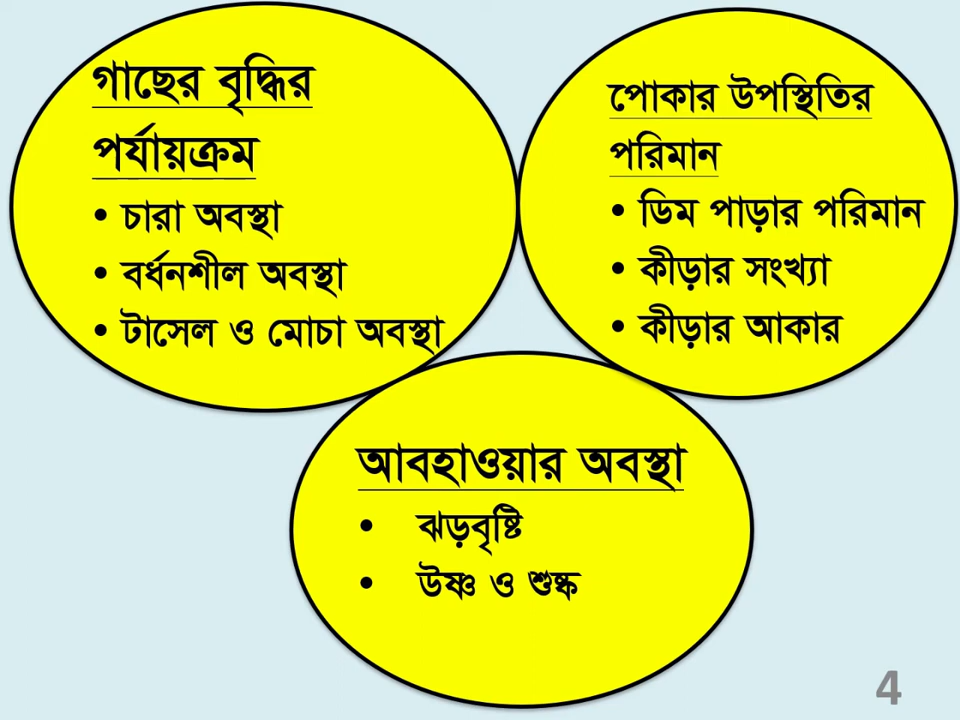 গাছের বৃদ্ধির
পর্যায়ক্রম
• চারা অবস্থা
• বর্ধনশীল অবস্থা
• টাসেল ও মোচা অবস্থা
পোকার উপস্থিতির
পরিমান
• ডিম পাড়ার পরিমান
• কীড়ার সংখ্যা
• কীড়ার আকার
আবহাওয়ার অবস্থা
• ঝড়বৃষ্টি
• উষ্ণ ও শুষ্ক
4